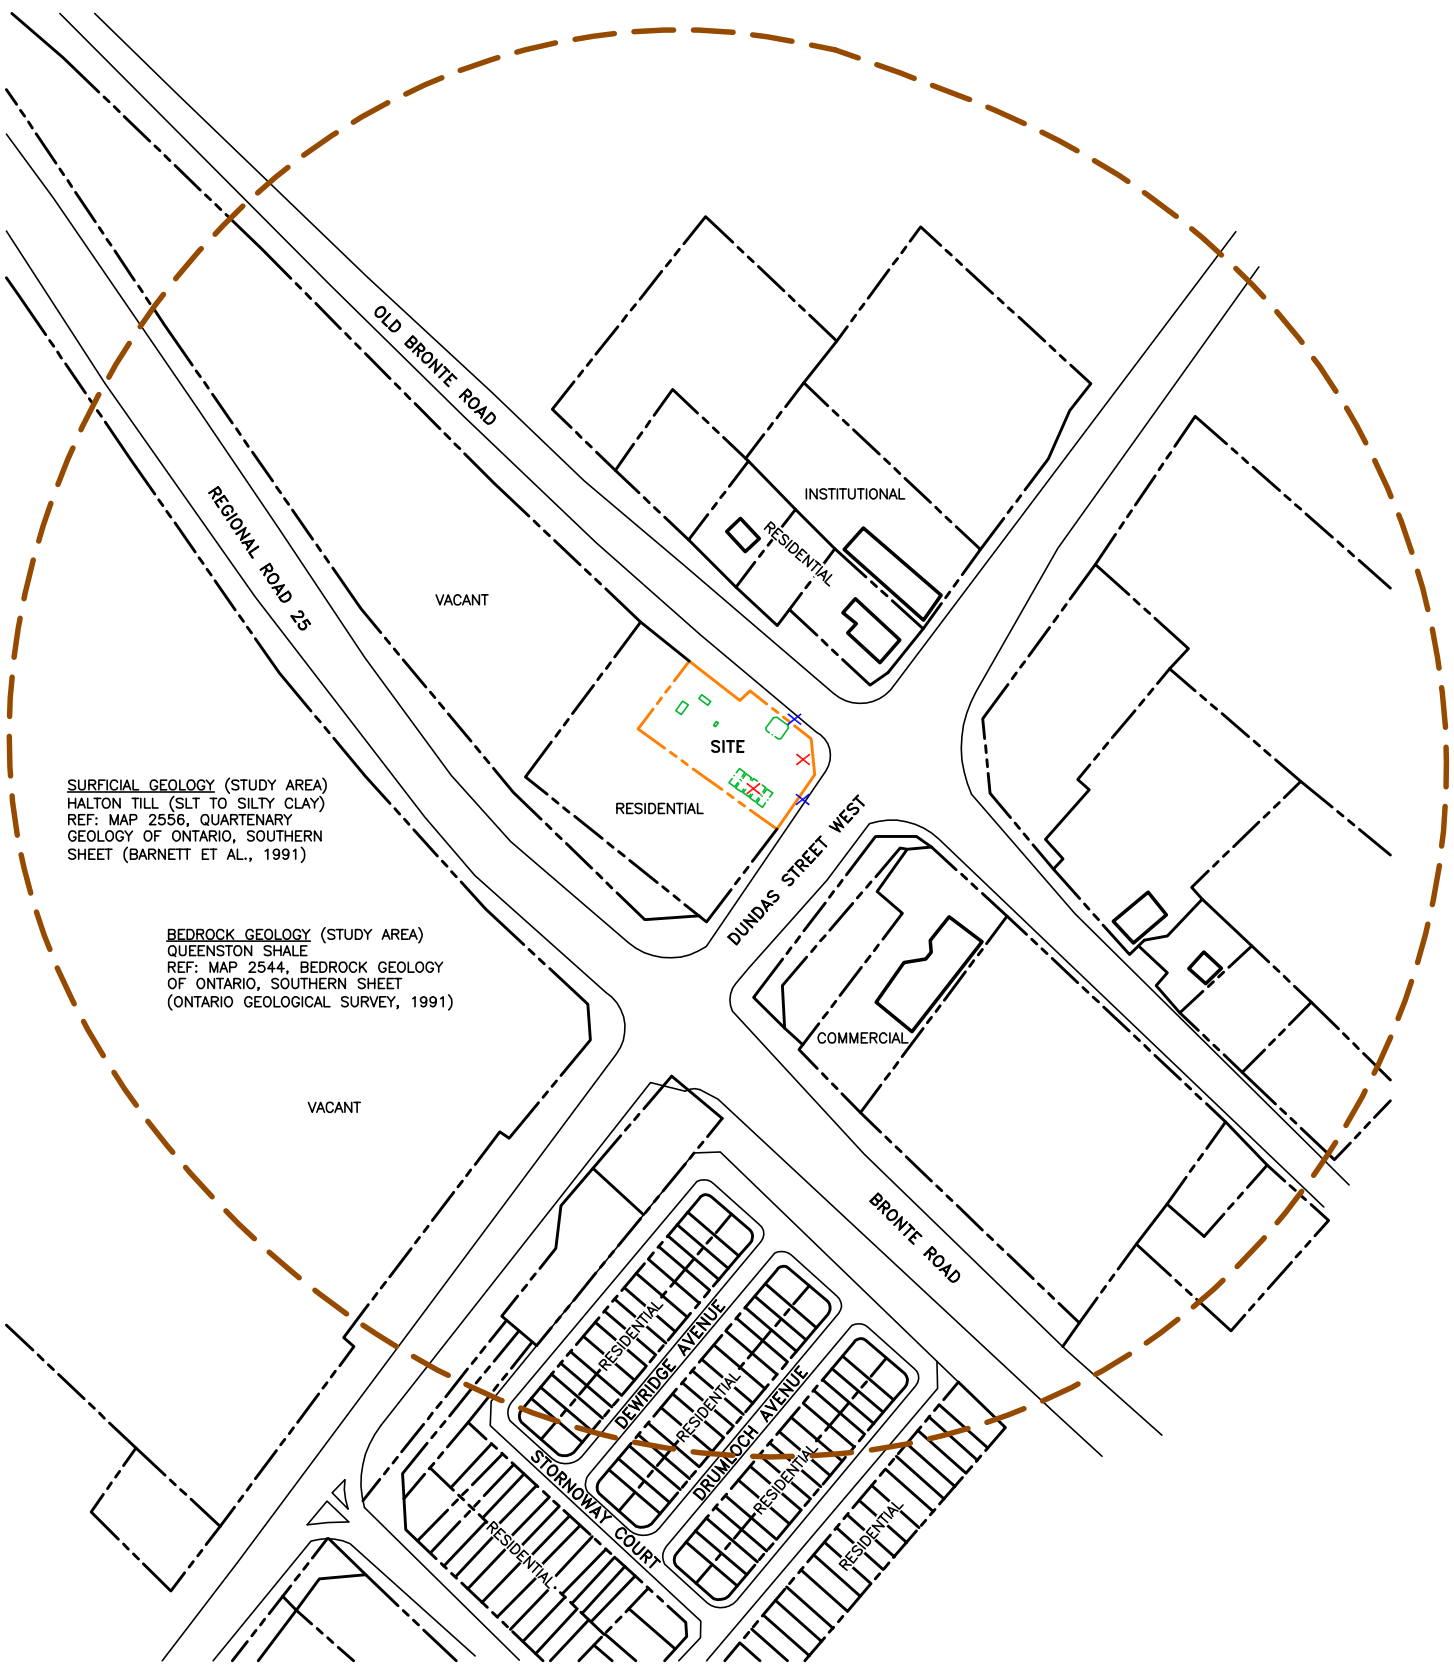 OLD BRONTE ROAD
REGIONAL ROAD 25
INSTITUTIONAL
RESIDENTIAL
VACANT
SITE
RESIDENTIAL
DUNDAS STREET WEST
SURFICIAL GEOLOGY (STUDY AREA)
HALTON TILL (SLT TO SILTY CLAY)
REF: MAP 2556, QUARTENARY
GEOLOGY OF ONTARIO, SOUTHERN
SHEET (BARNETT ET AL., 1991)
BEDROCK GEOLOGY (STUDY AREA)
QUEENSTON SHALE
REF: MAP 2544, BEDROCK GEOLOGY
OF ONTARIO, SOUTHERN SHEET
(ONTARIO GEOLOGICAL SURVEY, 1991)
COMMERCIAL
VACANT
BRONTE ROAD
RESIDENTIAL
DEWRIDGE AVENUE
RESIDENTIAL
DRUMLOCH AVENUE
RESIDENTIAL
STORNOWAY COURT
RESIDENTIAL
RESIDENTIAL